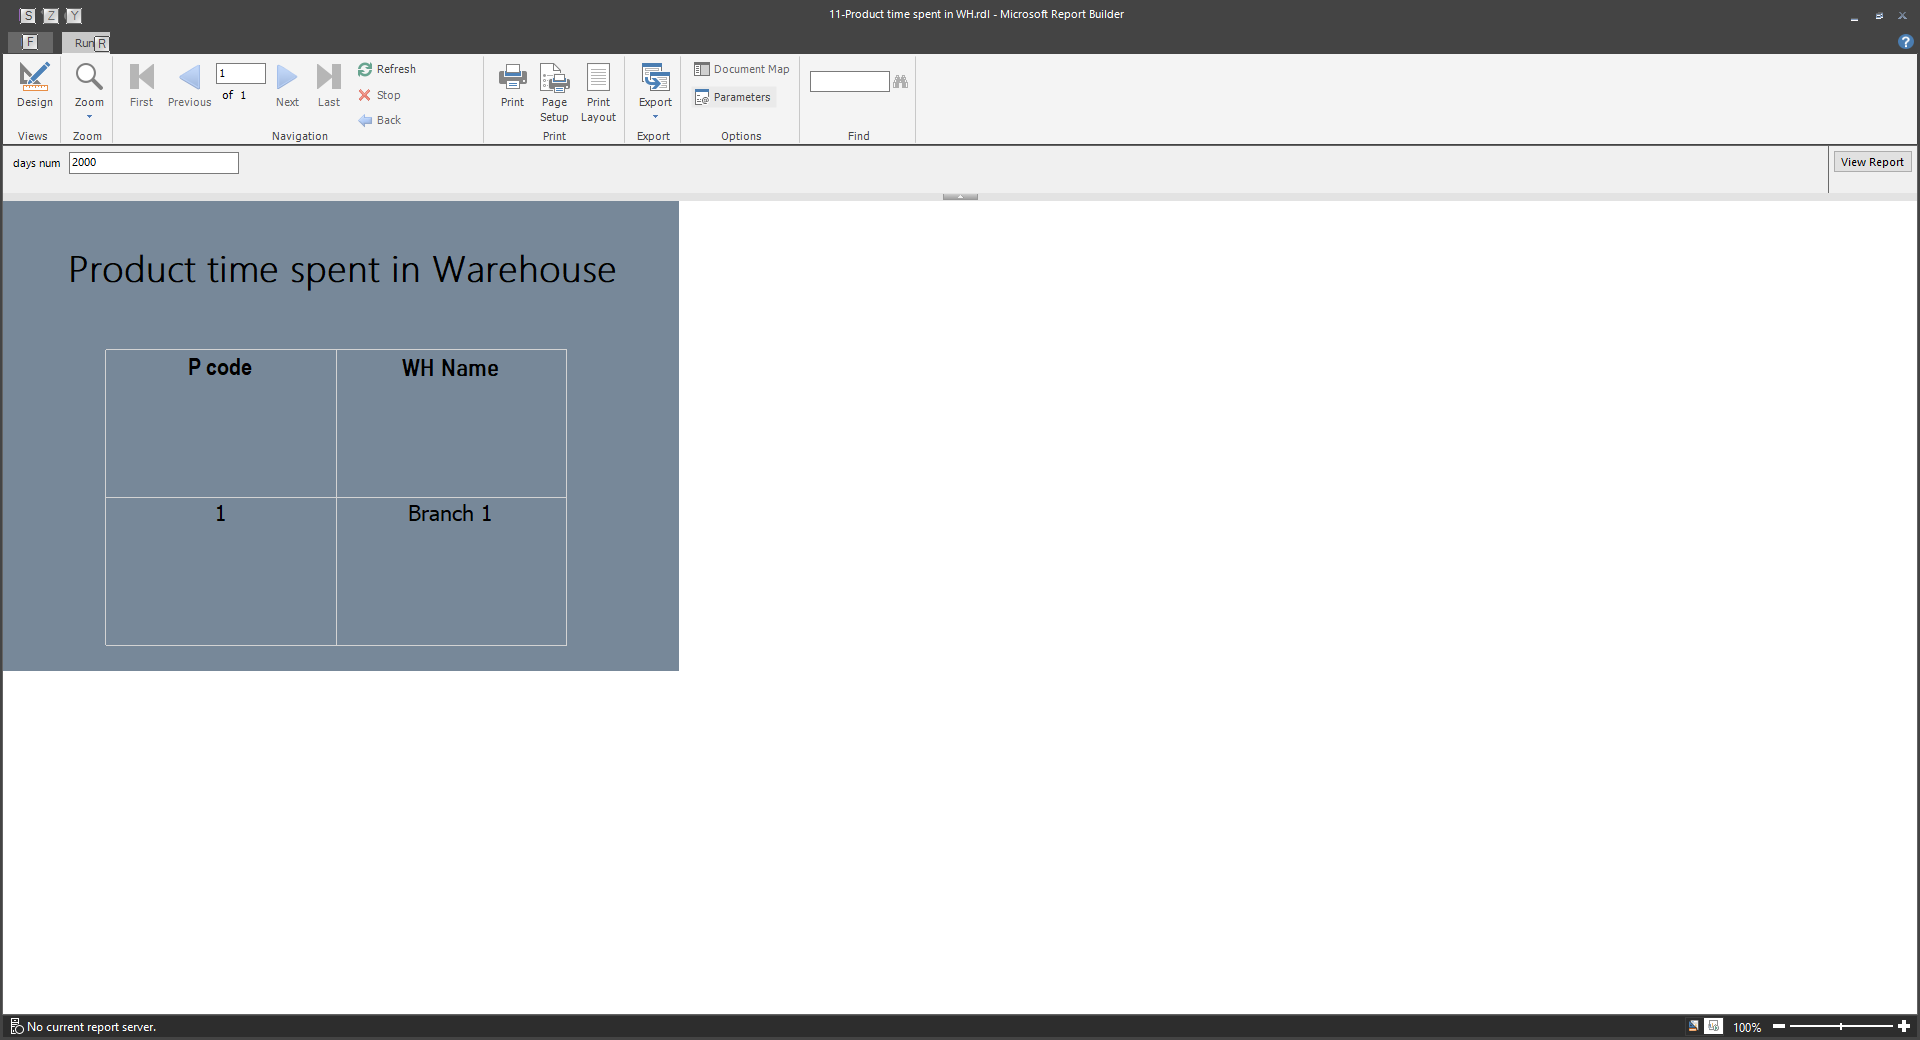 S Z Y
11-Product time spent in WH.rdl - Microsoft Report Builder
F
Run R
Design
Views
Zoom
Zoom
First
Previous
1
of 1
Next
Last
Refresh
Stop
Back
Navigation
Print
Page Setup
Print Layout
Print
Export
Export
Document Map
Parameters
Options
Find
days num 2000
View Report
Product time spent in Warehouse
P code WH Name
1 Branch 1
No current report server.
100%